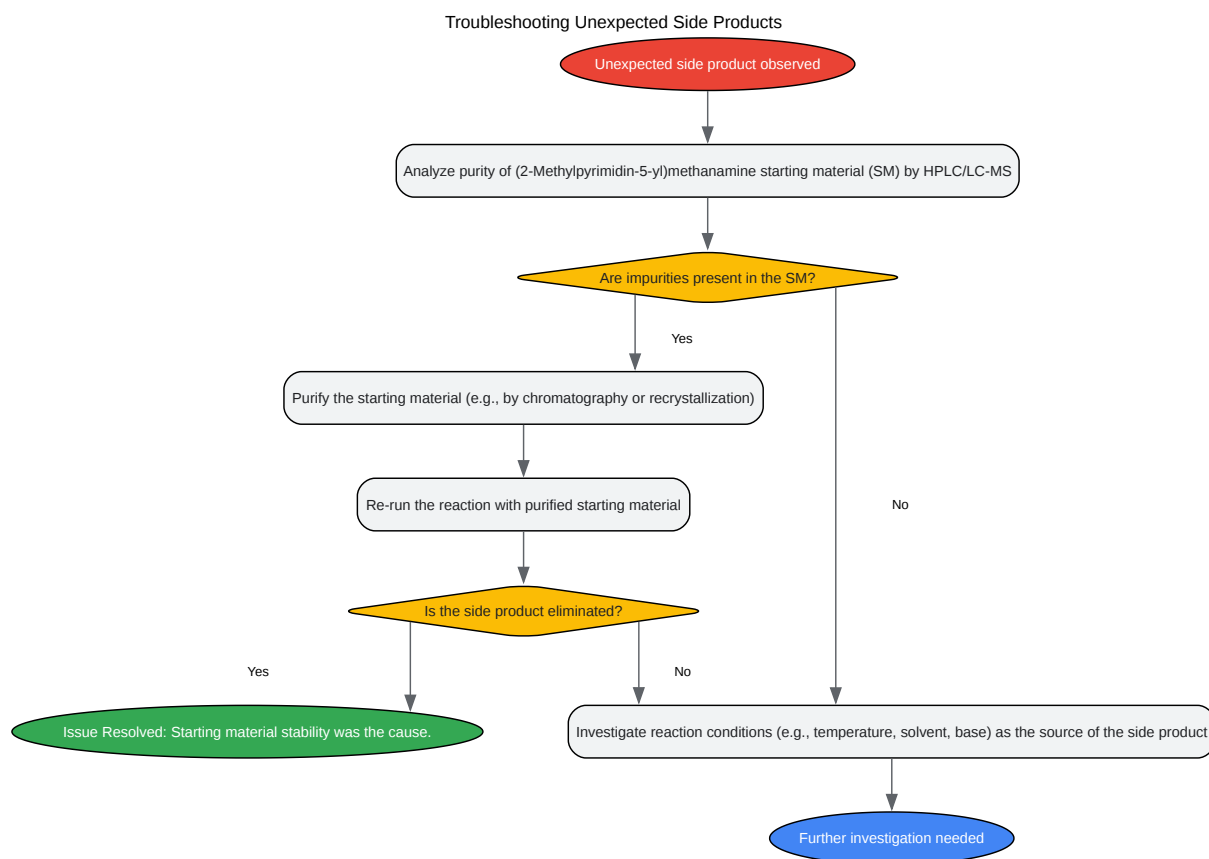 Troubleshooting Unexpected Side Products
Unexpected side product observed
Analyze purity of (2-Methylpyrimidin-5-yl)methanamine starting material (SM) by HPLC/LC-MS
Are impurities present in the SM?
Yes
Purify the starting material (e.g., by chromatography or recrystallization)
Re-run the reaction with purified starting material
No
Is the side product eliminated?
Yes
No
Issue Resolved: Starting material stability was the cause.
Investigate reaction conditions (e.g., temperature, solvent, base) as the source of the side product
Further investigation needed